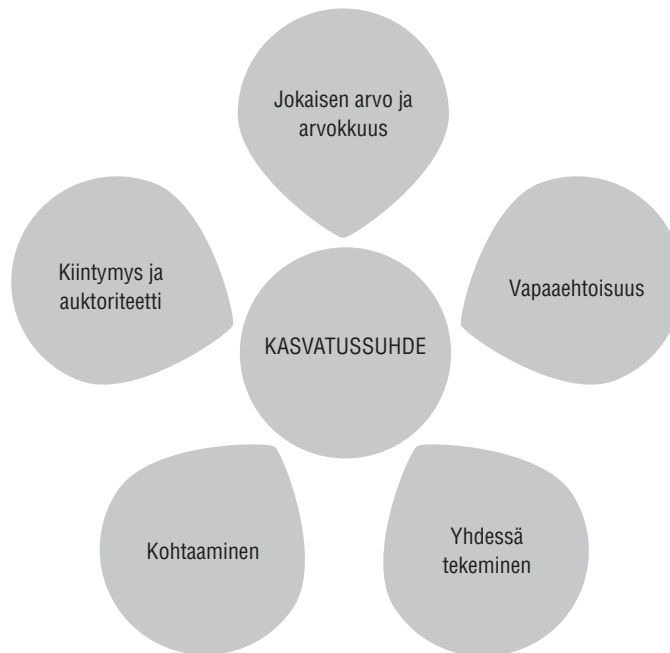 Jokaisen arvo ja
arvokkuus
Kiintymys ja
auktoriteetti
Vapaaehtoisuus
KASVATUSSUHDE
Kohtaaminen
Yhdessä
tekeminen